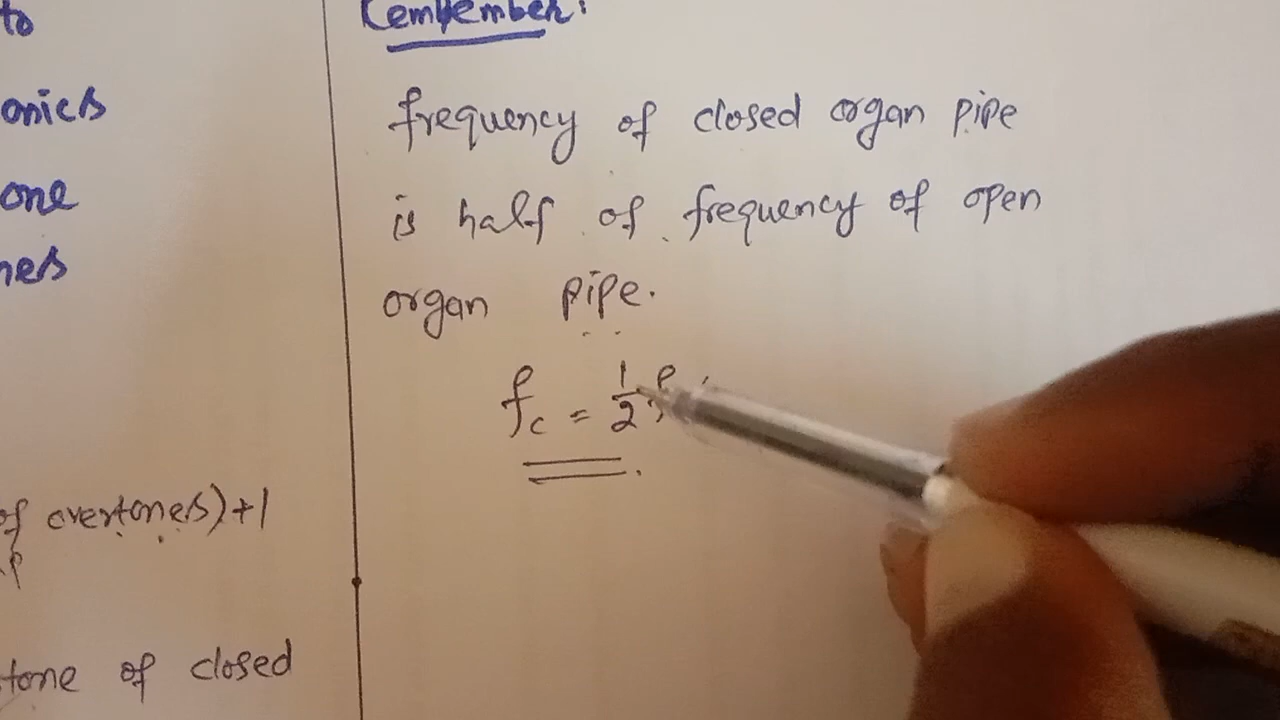 to
onics
one
nes
of overtones)+1
tone of closed
Remember:
frequency of closed organ pipe
is half of frequency of open
organ pipe.
fc = 1/2 f